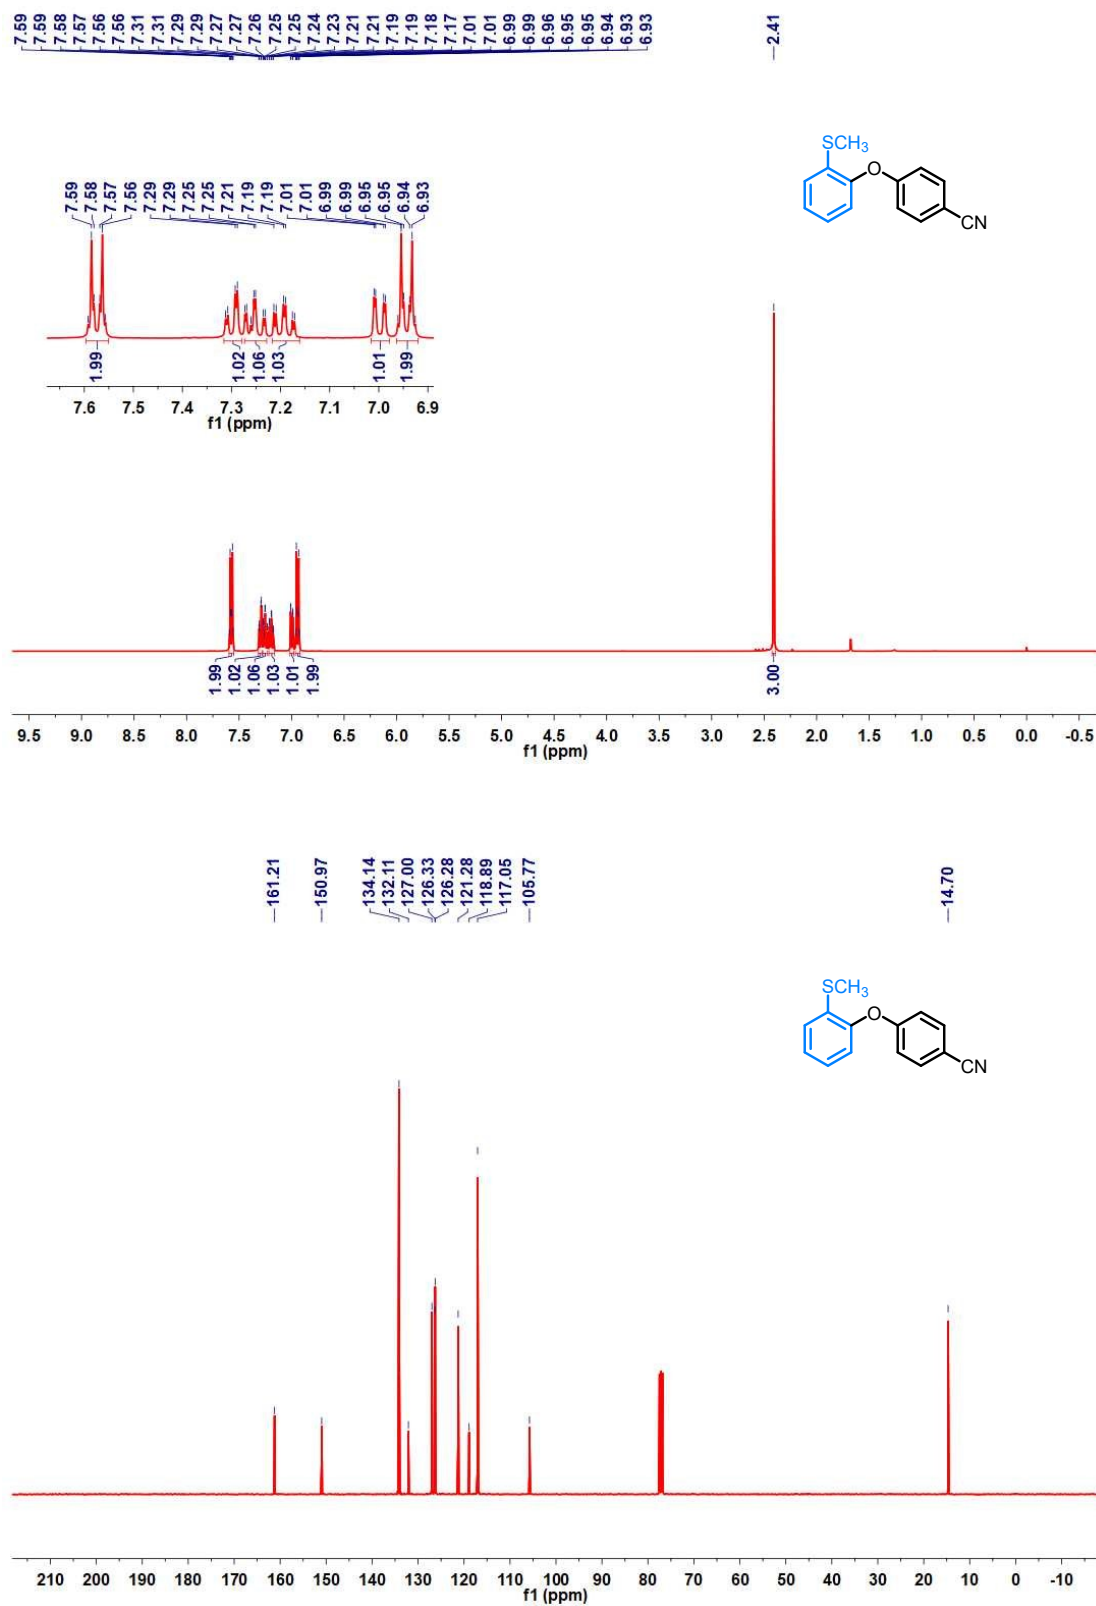 7.59 7.59 7.58 7.57 7.56 7.56 7.31 7.31 7.29 7.29 7.27 7.27 7.26 7.25 7.25 7.24 7.23 7.21 7.21 7.19 7.19 7.18 7.17 7.01 7.01 6.99 6.99 6.96 6.95 6.95 6.94 6.93 6.93 2.41
SCH3
O
CN
7.59 7.58 7.57 7.56 7.29 7.29 7.25 7.25 7.21 7.19 7.19 7.01 7.01 6.99 6.99 6.95 6.95 6.94 6.93
1.99 1.02 1.06 1.03 1.01 1.99
7.6 7.5 7.4 7.3 7.2 7.1 7.0 6.9
f1 (ppm)
1.99 1.02 1.06 1.03 1.01 1.99 3.00
9.5 9.0 8.5 8.0 7.5 7.0 6.5 6.0 5.5 5.0 4.5 4.0 3.5 3.0 2.5 2.0 1.5 1.0 0.5 0.0 -0.5
f1 (ppm)
161.21 150.97 134.14 132.11 127.00 126.33 126.28 121.28 118.89 117.05 105.77 14.70
SCH3
O
CN
210 200 190 180 170 160 150 140 130 120 110 100 90 80 70 60 50 40 30 20 10 0 -10
f1 (ppm)